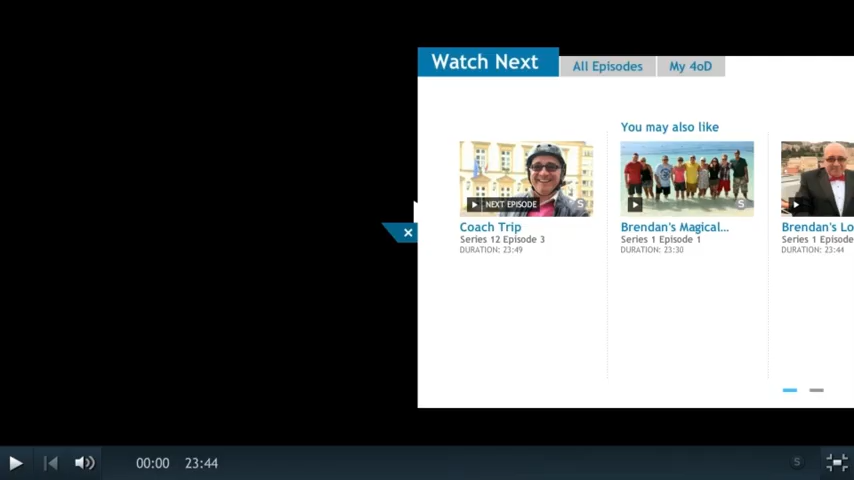 Watch Next
All Episodes
My 4oD
You may also like
NEXT EPISODE
S
S
Coach Trip
Series 12 Episode 3
DURATION: 23:49
Brendan's Magical...
Series 1 Episode 1
DURATION: 23:30
Brendan's Lo
Series 1 Episode
DURATION: 23:44
00:00 23:44
S